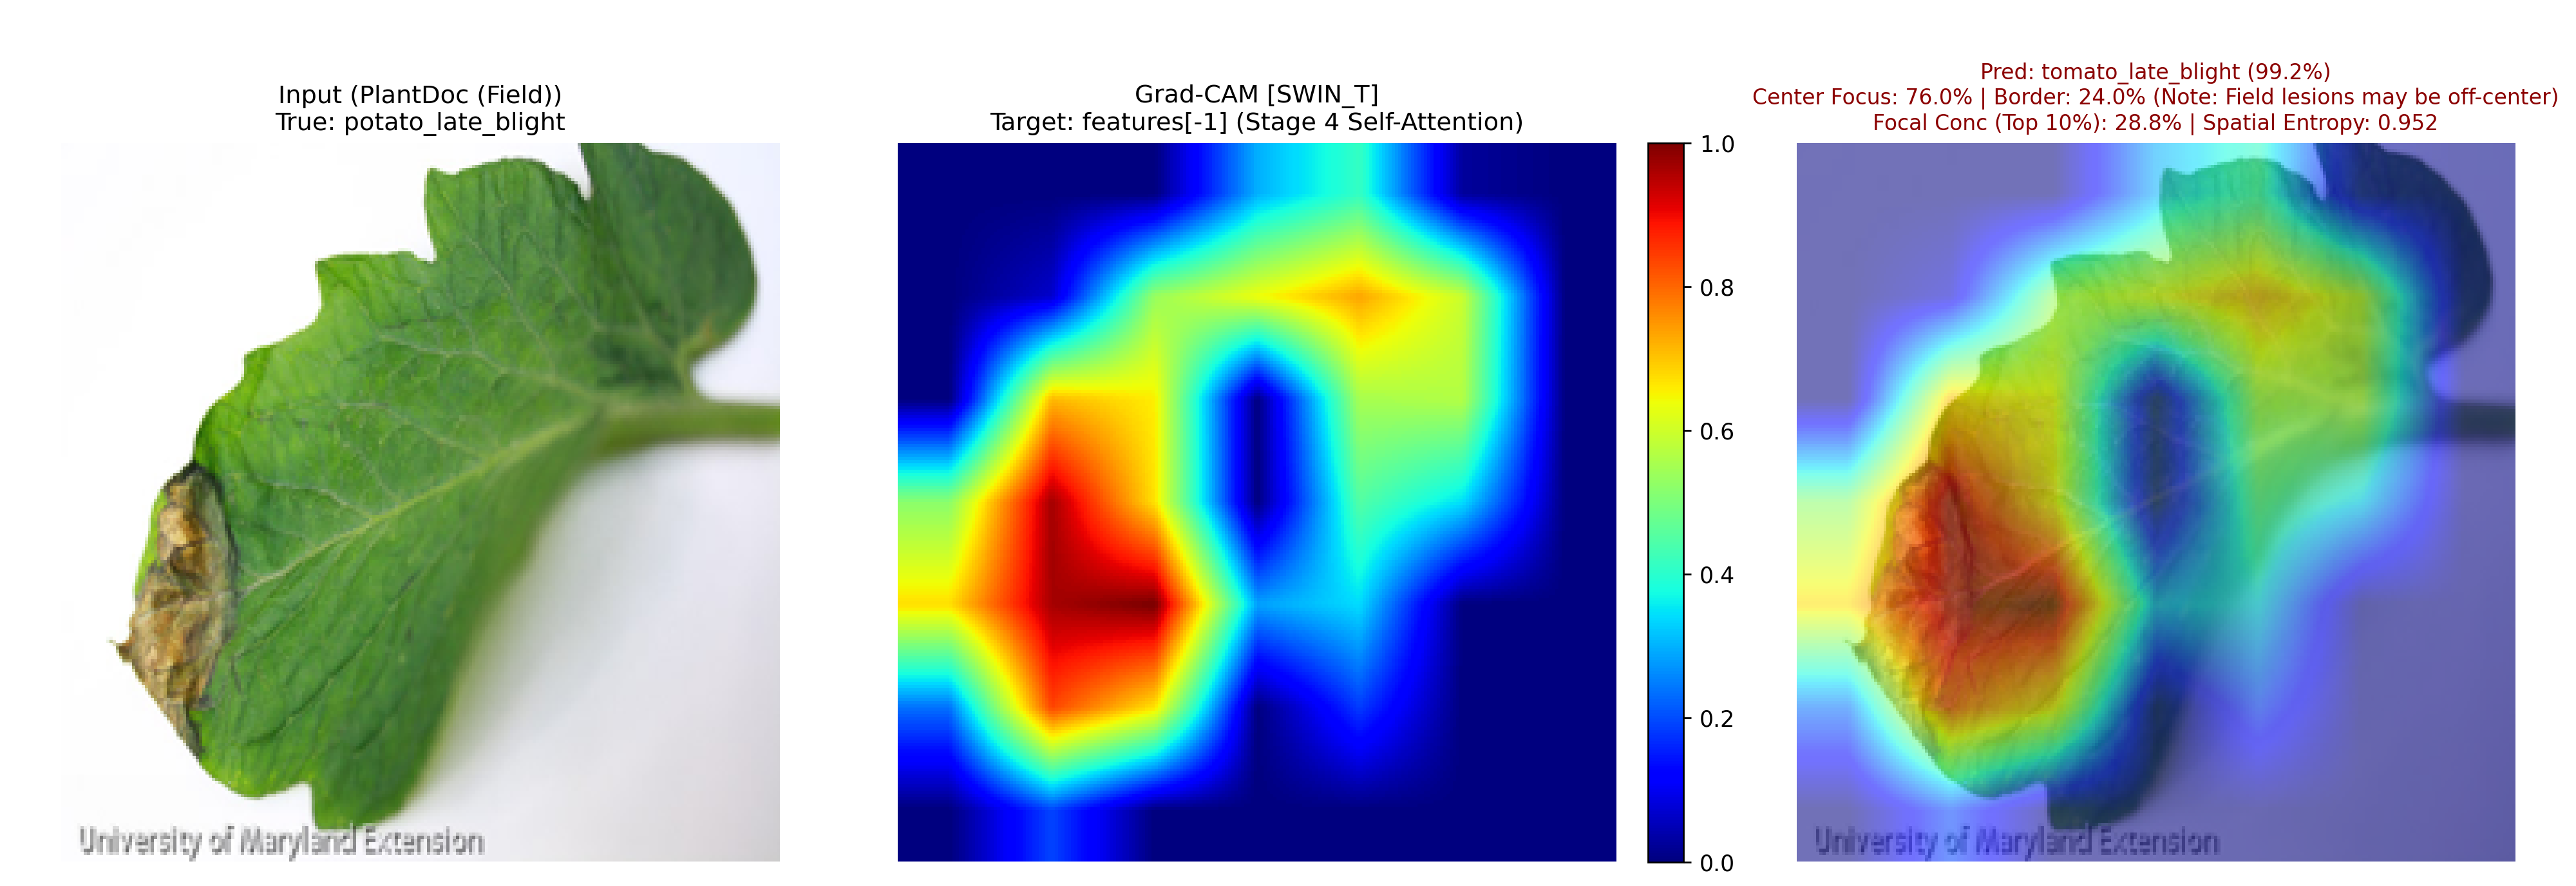 Input (PlantDoc (Field))
True: potato_late_blight
University of Maryland Extension
Grad-CAM [SWIN_T]
Target: features[-1] (Stage 4 Self-Attention)
1.0
0.8
0.6
0.4
0.2
0.0
Pred: tomato_late_blight (99.2%)
Center Focus: 76.0% | Border: 24.0% (Note: Field lesions may be off-center)
Focal Conc (Top 10%): 28.8% | Spatial Entropy: 0.952
University of Maryland Extension